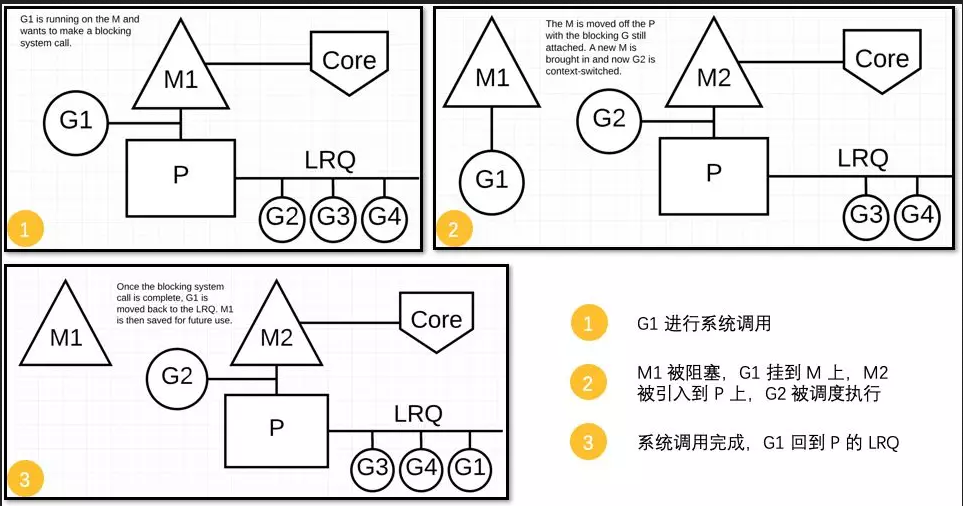 G1 is running on the M and
wants to make a blocking
system call.
M1
Core
G1
P
LRQ
G2
G3
G4
1
The M is moved off the P
with the blocking G still
attached. A new M is
brought in and now G2 is
context-switched.
M1
M2
Core
G2
G1
P
LRQ
G3
G4
2
Once the blocking system
call is complete, G1 is
moved back to the LRQ. M1
is then saved for future use.
M1
M2
Core
G2
P
LRQ
G3
G4
G1
3
1
G1 进行系统调用
2
M1 被阻塞，G1 挂到 M 上，M2
被引入到 P 上，G2 被调度执行
3
系统调用完成，G1 回到 P 的 LRQ